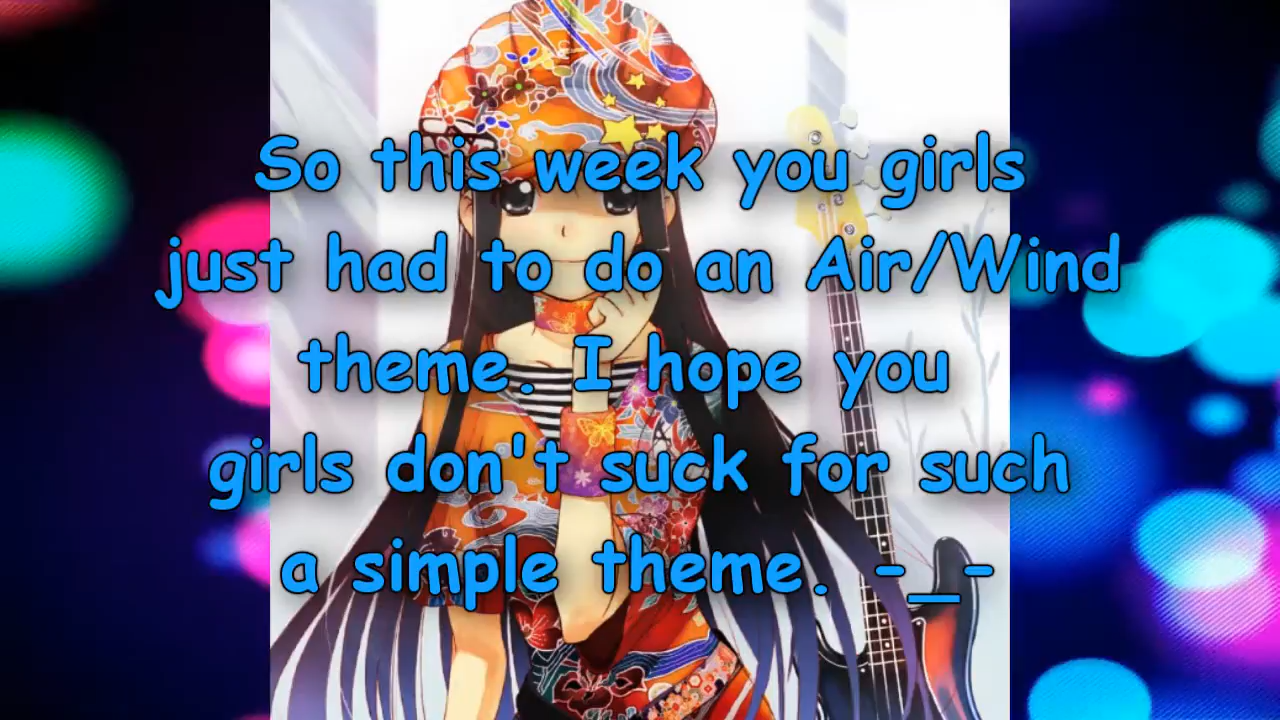 So this week you girls
just had to do an Air/Wind
theme. I hope you
girls don't suck for such
a simple theme. -_-